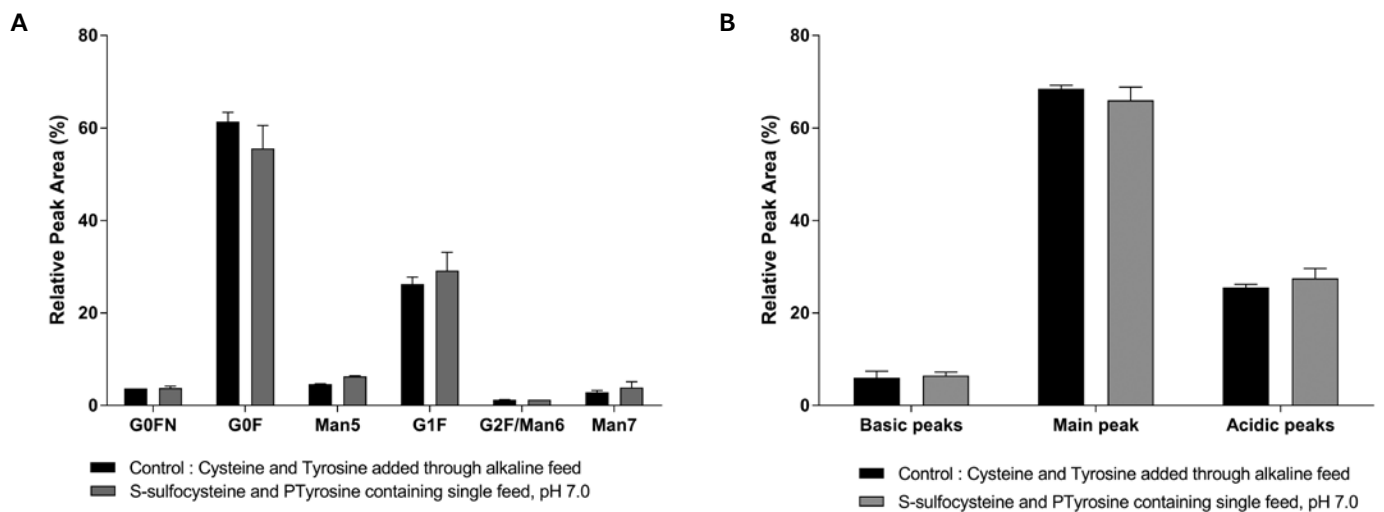 A
Relative Peak Area (%)
80
60
40
20
0
G0FN G0F Man5 G1F G2F/Man6 Man7
Control : Cysteine and Tyrosine added through alkaline feed
S-sulfocysteine and PTyrosine containing single feed, pH 7.0
B
Relative Peak Area (%)
80
60
40
20
0
Basic peaks Main peak Acidic peaks
Control : Cysteine and Tyrosine added through alkaline feed
S-sulfocysteine and PTyrosine containing single feed, pH 7.0